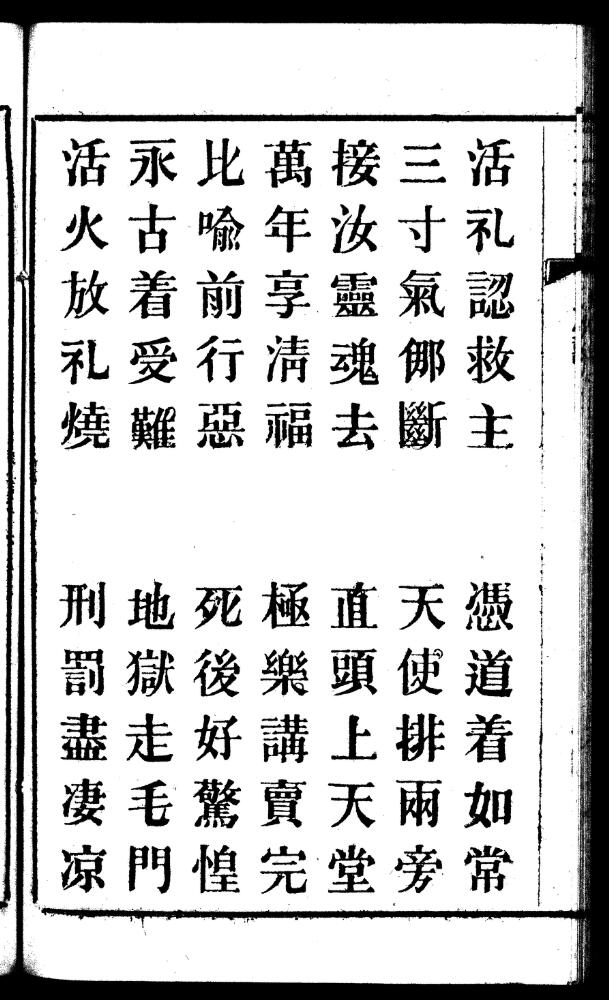 活礼認救主 憑道着如常
三寸氣㑚斷 天使排兩旁
接汝靈魂去 直頭上天堂
萬年享清福 極樂講賣完
比喻前行惡 死後好驚惶
永古着受難 地獄走毛門
活火放礼燒 刑罰盡凄凉